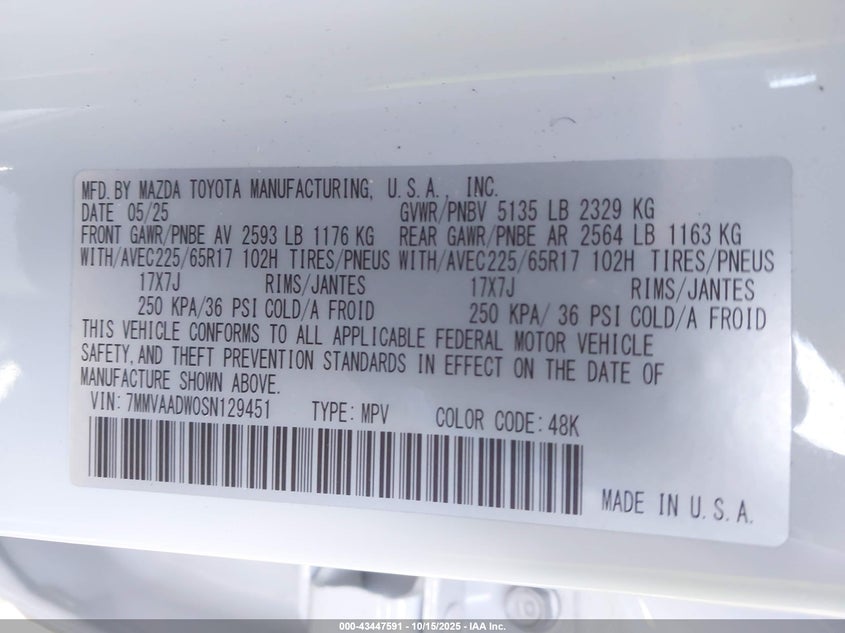 MFD. BY MAZDA TOYOTA MANUFACTURING, U.S.A., INC.
DATE 05/25 GVWR/PNBV 5135 LB 2329 KG
FRONT GAWR/PNBE AV 2593 LB 1176 KG REAR GAWR/PNBE AR 2564 LB 1163 KG
WITH/AVEC225/65R17 102H TIRES/PNEUS WITH/AVEC225/65R17 102H TIRES/PNEUS
17X7J RIMS/JANTES 17X7J RIMS/JANTES
250 KPA/36 PSI COLD/A FROID 250 KPA/ 36 PSI COLD/A FROID
THIS VEHICLE CONFORMS TO ALL APPLICABLE FEDERAL MOTOR VEHICLE
SAFETY, AND THEFT PREVENTION STANDARDS IN EFFECT ON THE DATE OF
MANUFACTURE SHOWN ABOVE.
VIN: 7MMVAADW0SN129451 TYPE: MPV COLOR CODE: 48K
MADE IN U.S.A.
000-43447591 - 10/15/2025 - IAA Inc.